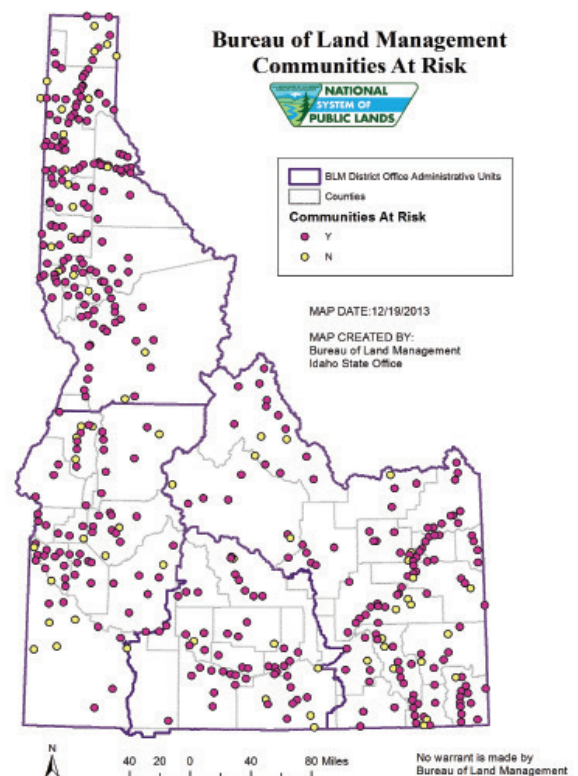 Bureau of Land Management
Communities At Risk
NATIONAL
SYSTEM OF
PUBLIC LANDS
BLM District Office Administrative Units
Counties
Communities At Risk
Y
N
MAP DATE:12/19/2013
MAP CREATED BY:
Bureau of Land Management
Idaho State Office
N
40 20 0 40 80 Miles
No warrant is made by
Bureau of Land Management